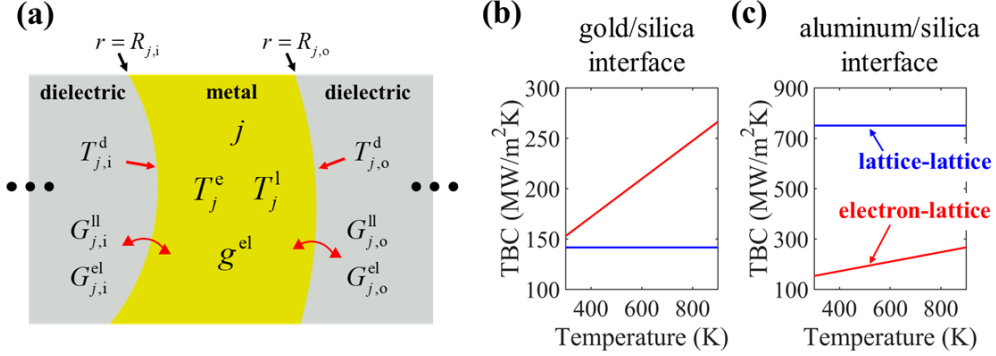 (a)
r = R_{j,i}
r = R_{j,o}
dielectric
metal
dielectric
j
T^d_{j,i}
T^d_{j,o}
T^e_j
T^l_j
•••
•••
G^{ll}_{j,i}
G^{ll}_{j,o}
g^{el}
G^{el}_{j,i}
G^{el}_{j,o}
(b)
gold/silica
interface
TBC (MW/m²K)
300
250
200
150
100
400
600
800
Temperature (K)
(c)
aluminum/silica
interface
TBC (MW/m²K)
900
700
500
300
100
lattice-lattice
electron-lattice
400
600
800
Temperature (K)